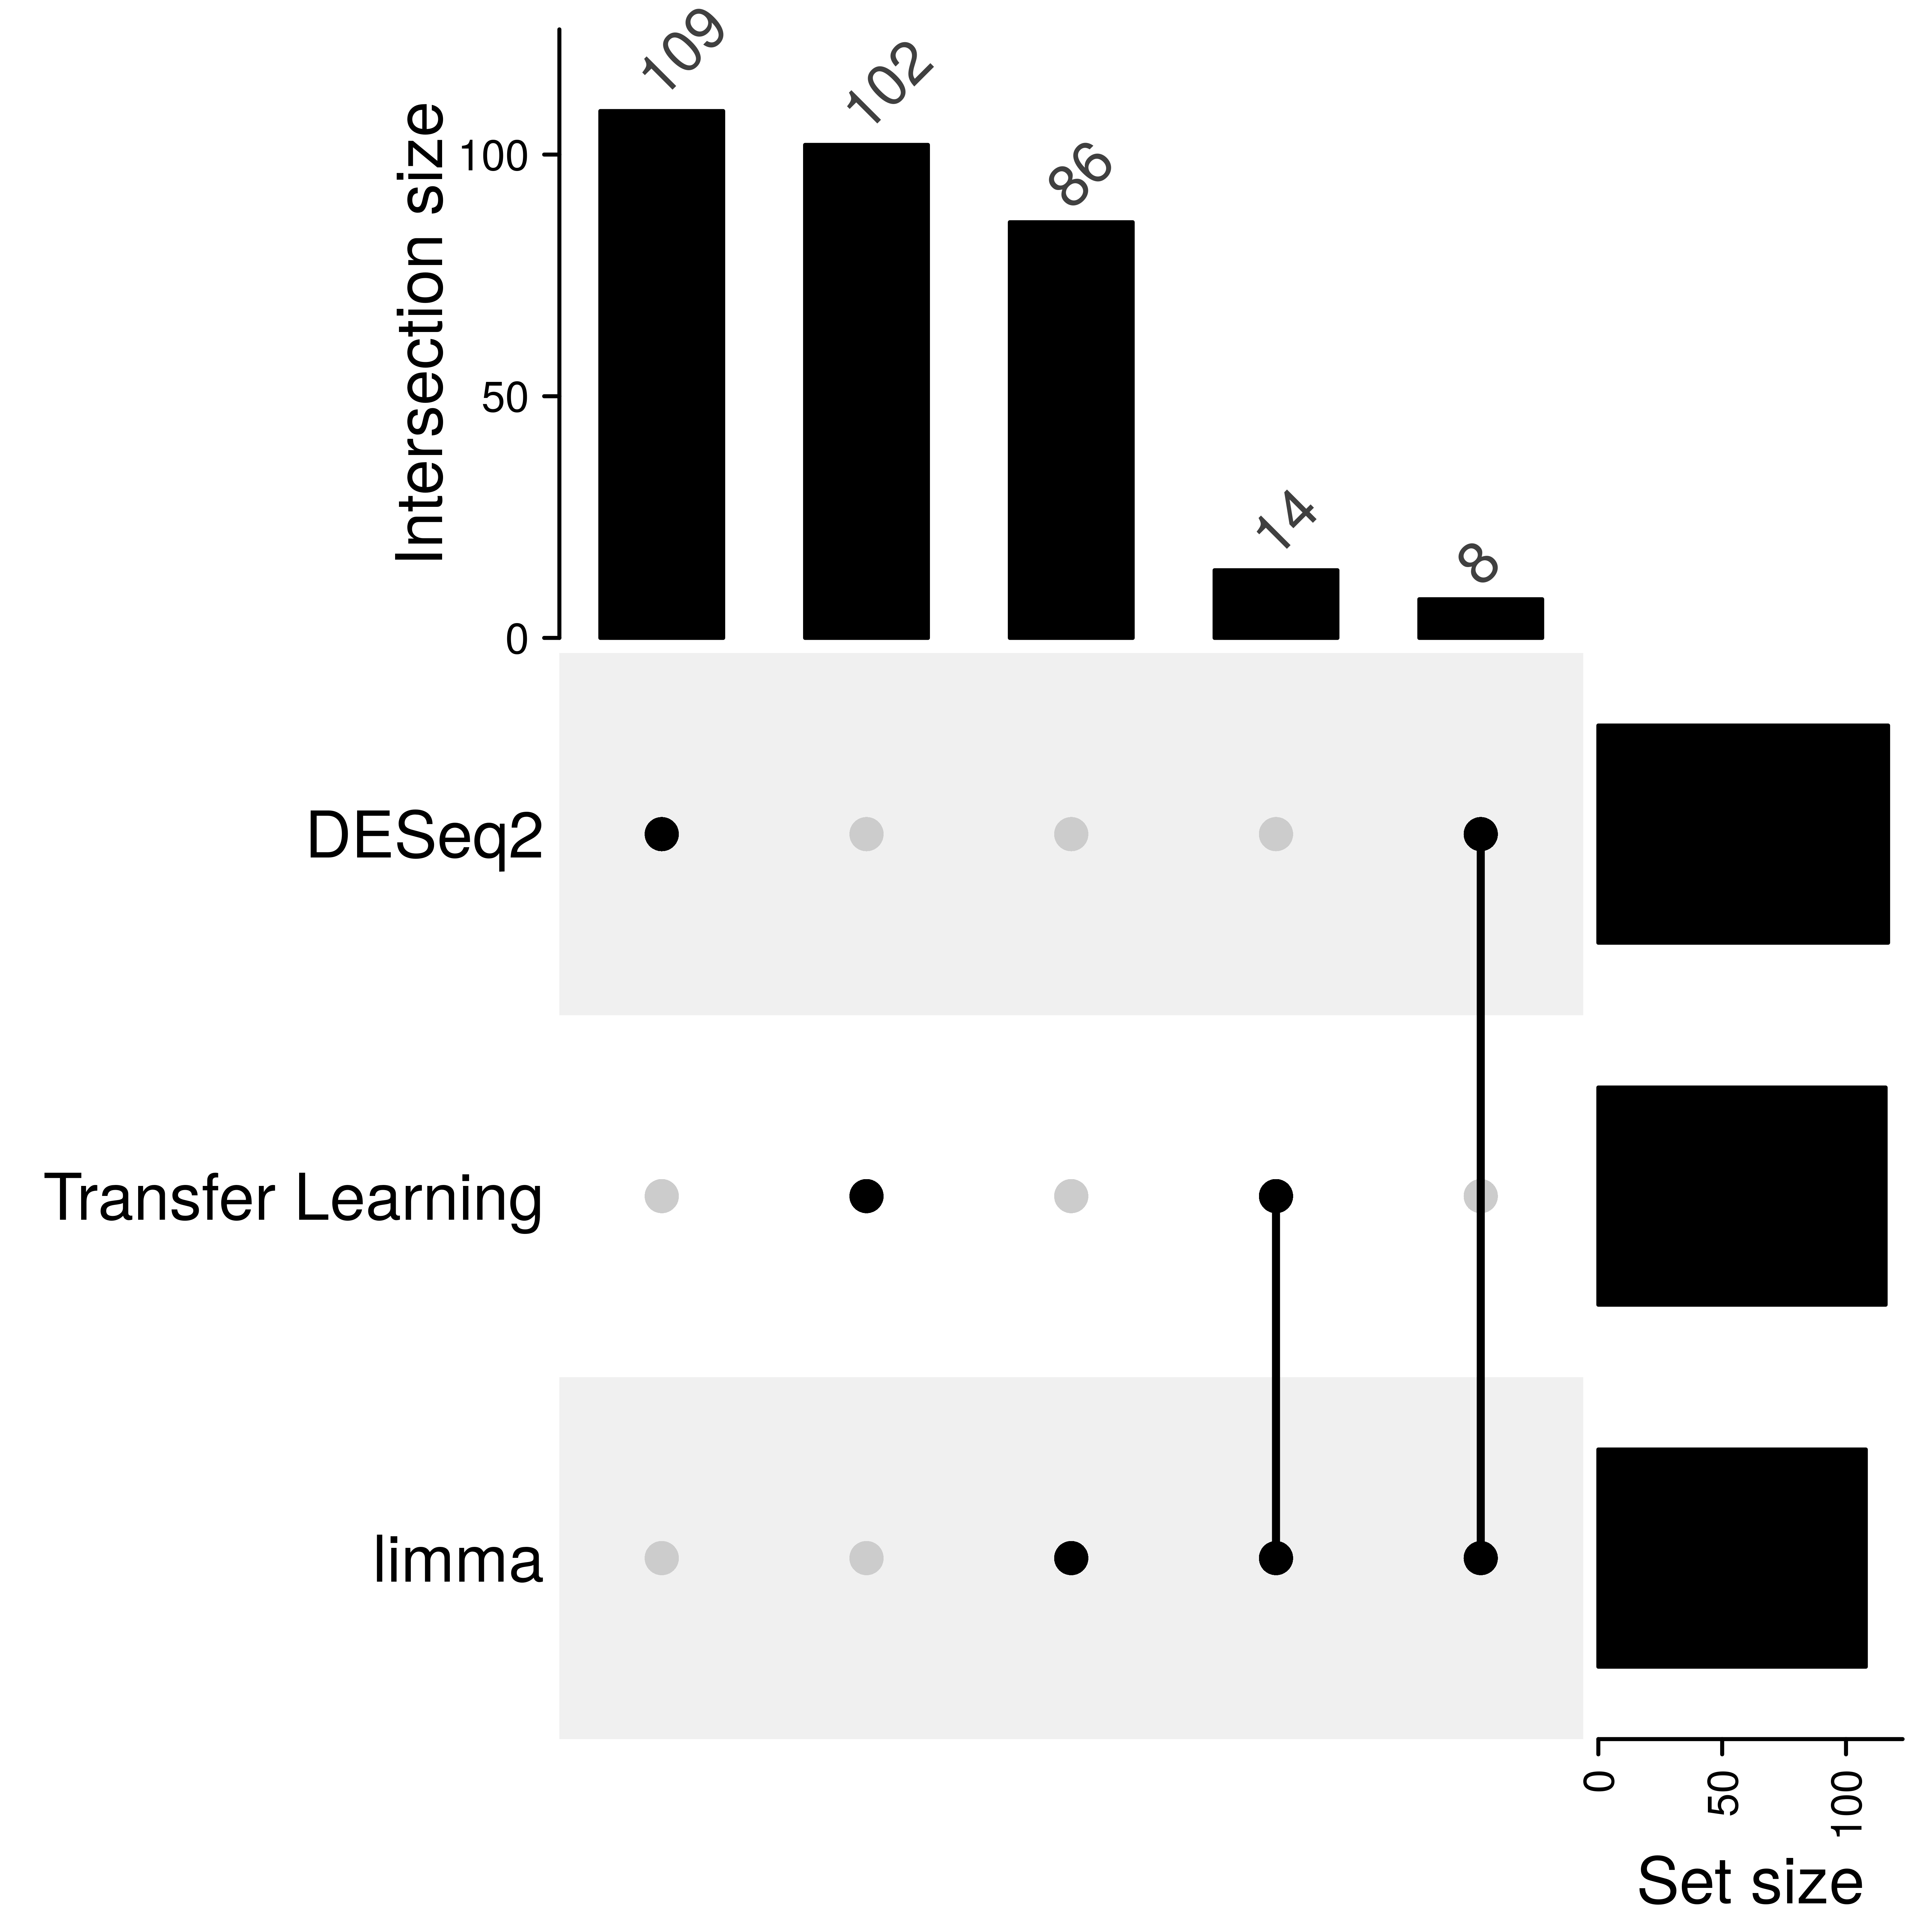 109
102
86
14
8
Intersection size
100
50
0
DESeq2
Transfer Learning
limma
0
50
100
Set size